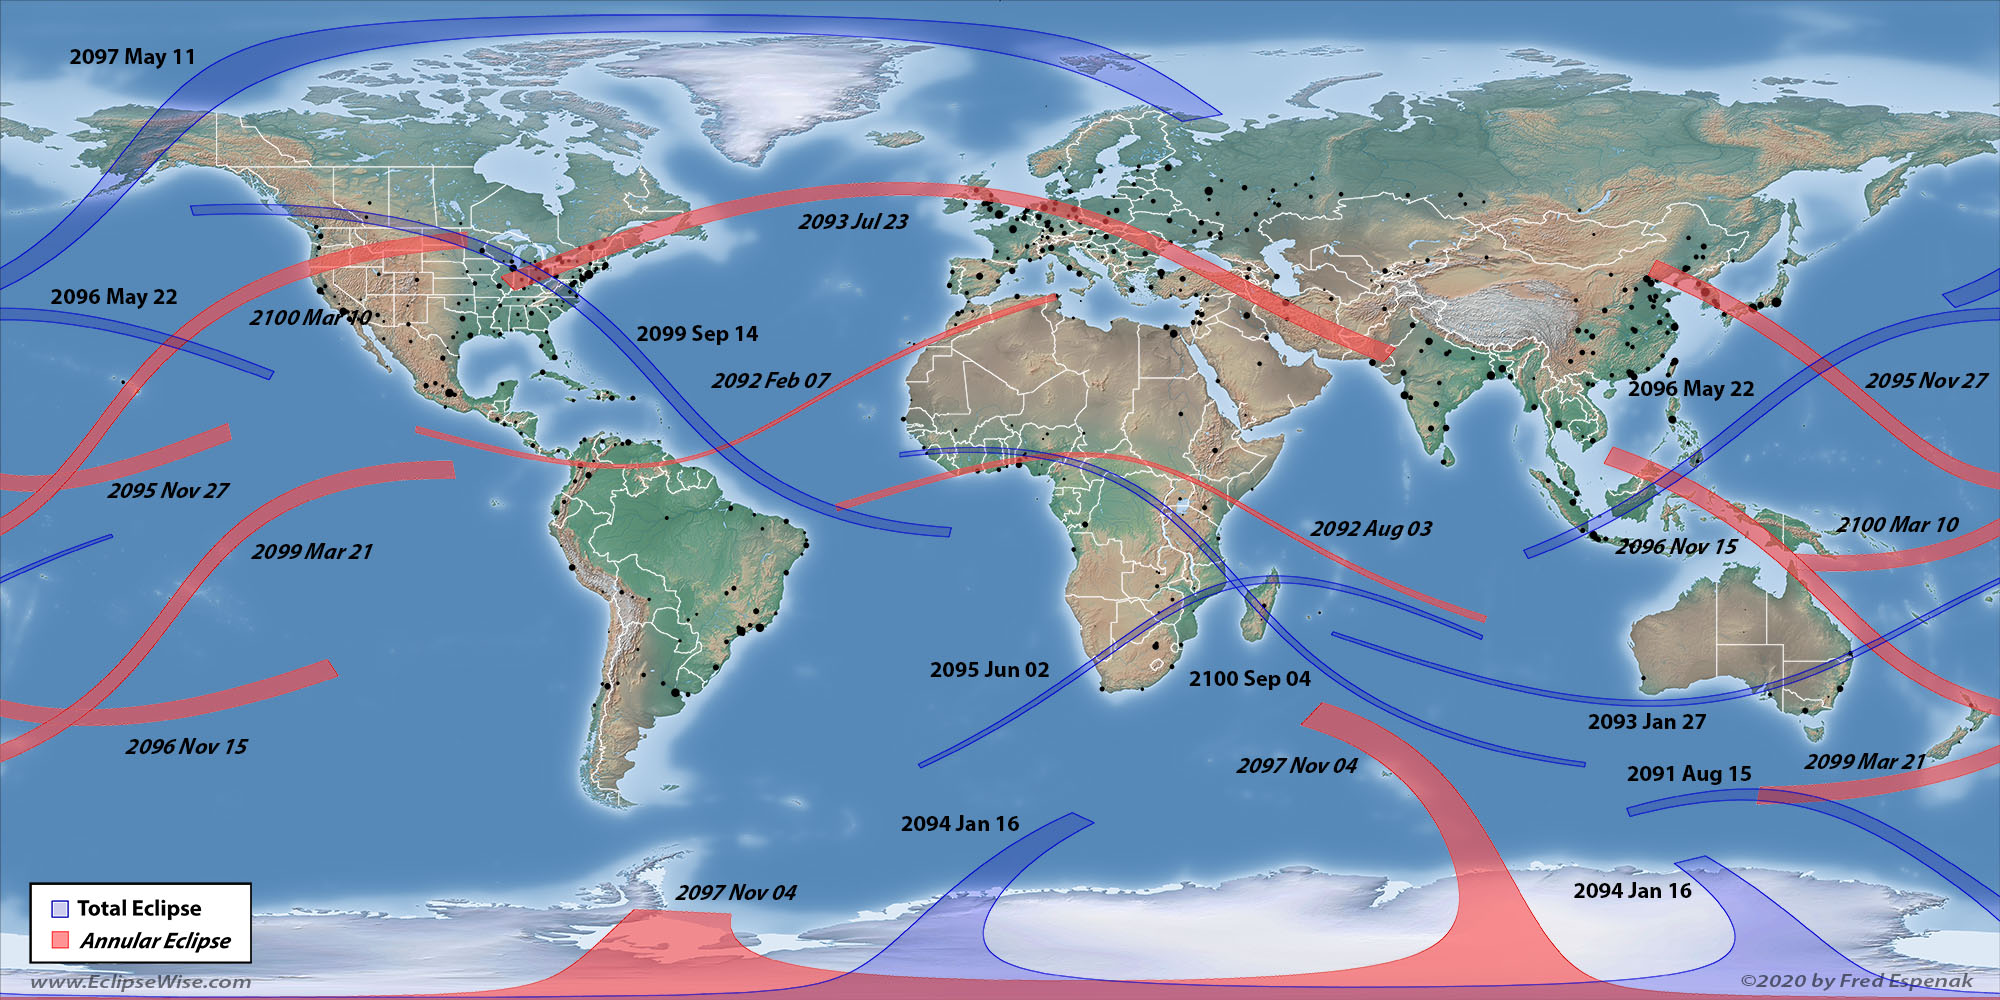 2097 May 11
2093 Jul 23
2096 May 22
2100 Mar 10
2099 Sep 14
2092 Feb 07
2096 May 22
2095 Nov 27
2095 Nov 27
2099 Mar 21
2092 Aug 03
2100 Mar 10
2096 Nov 15
2095 Jun 02
2100 Sep 04
2093 Jan 27
2096 Nov 15
2097 Nov 04
2091 Aug 15
2099 Mar 21
2094 Jan 16
2097 Nov 04
2094 Jan 16
Total Eclipse
Annular Eclipse
www.EclipseWise.com
©2020 by Fred Espenak